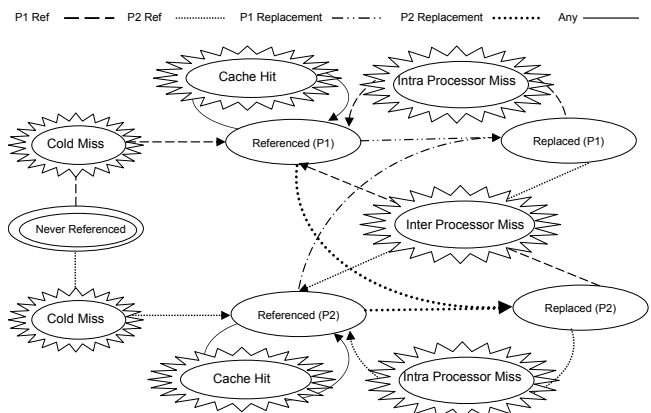 P1 Ref P2 Ref P1 Replacement P2 Replacement Any
Cache Hit
Intra Processor Miss
Cold Miss
Referenced (P1)
Replaced (P1)
Never Referenced
Inter Processor Miss
Cold Miss
Referenced (P2)
Replaced (P2)
Cache Hit
Intra Processor Miss